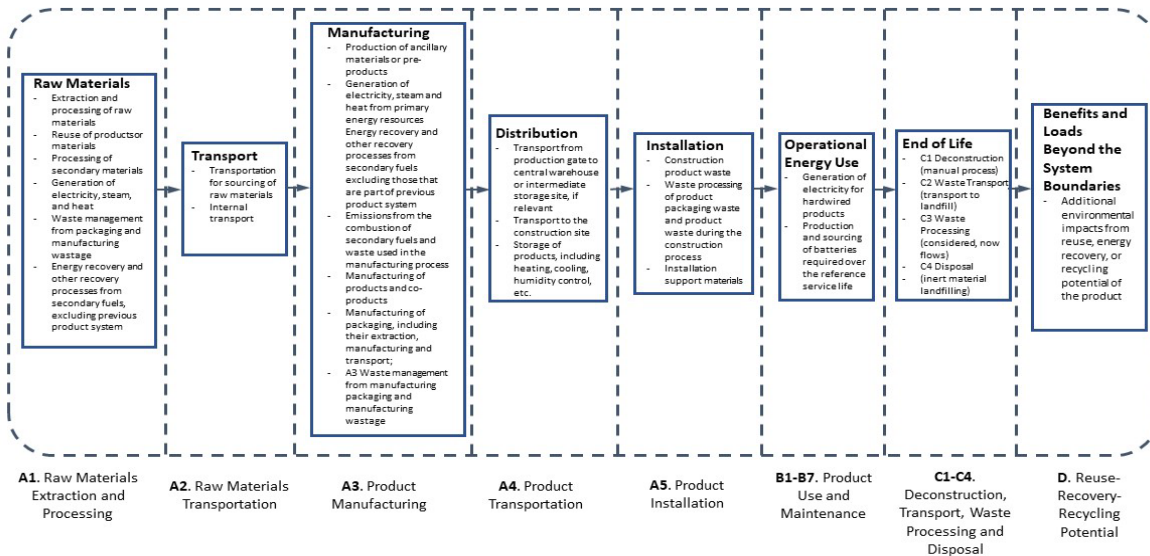 Raw Materials
- Extraction and
processing of raw
materials
- Reuse of productsor
materials
- Processing of
secondary materials
- Generation of
electricity, steam, and
heat
- Waste management
from packaging and
manufacturing
wastage
- Energy recovery and
other recovery
processes from
secondary fuels,
excluding previous
product system
Transport
- Transportation
for sourcing of
raw materials
- Internal
transport
Manufacturing
- Production of ancillary
materials or pre-
products
- Generation of
electricity, steam and
heat from primary
energy resources
Energy recovery and
other recovery
processes from
secondary fuels
excluding those that
are part of previous
product system
- Emissions from the
combustion of
secondary fuels and
waste used in the
manufacturing process
- Manufacturing of
products and co-
products
- Manufacturing of
packaging, including
their extraction,
manufacturing and
transport;
- A3 Waste management
from manufacturing
packaging and
manufacturing
wastage
Distribution
- Transport from
production gate to
central warehouse
or intermediate
storage site, if
relevant
- Transport to the
construction site
- Storage of
products, including
heating, cooling,
humidity control,
etc.
Installation
- Construction
product waste
- Waste processing
of product
packaging waste
and product
waste during the
construction
process
- Installation
support materials
Operational
Energy Use
- Generation of
electricity for
hardwired
products
- Production
and sourcing
of batteries
required over
the reference
service life
End of Life
- C1 Deconstruction
(manual process)
- C2 Waste Transport
(transport to
landfill)
- C3 Waste
Processing
(considered, now
flows)
- C4 Disposal
- (inert material
landfilling)
Benefits and
Loads
Beyond the
System
Boundaries
- Additional
environmental
impacts from
reuse, energy
recovery, or
recycling
potential of
the product
A1. Raw Materials
Extraction and
Processing
A2. Raw Materials
Transportation
A3. Product
Manufacturing
A4. Product
Transportation
A5. Product
Installation
B1-B7. Product
Use and
Maintenance
C1-C4.
Deconstruction,
Transport, Waste
Processing and
Disposal
D. Reuse-
Recovery-
Recycling
Potential